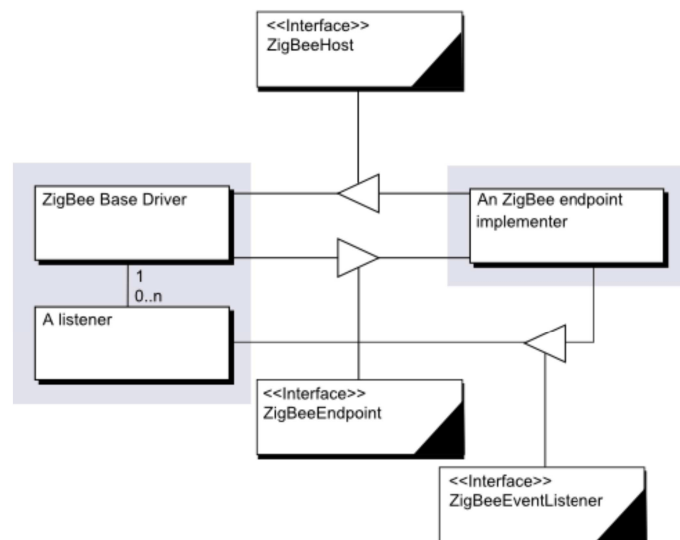 <<Interface>>
ZigBeeHost
ZigBee Base Driver
An ZigBee endpoint
implementer
1
0..n
A listener
<<Interface>>
ZigBeeEndpoint
<<Interface>>
ZigBeeEventListener